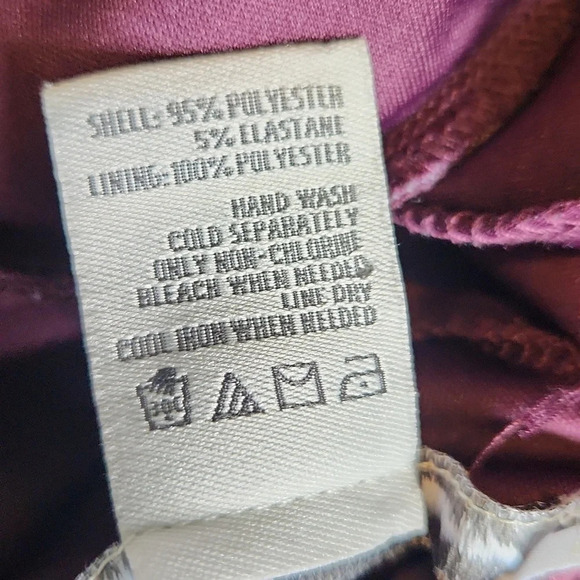 SHELL: 95% POLYESTER
5% ELASTANE
LINING: 100% POLYESTER
HAND WASH
COLD SEPARATELY
ONLY NON-CHLORINE
BLEACH WHEN NEEDED
LINE DRY
COOL IRON WHEN NEEDED